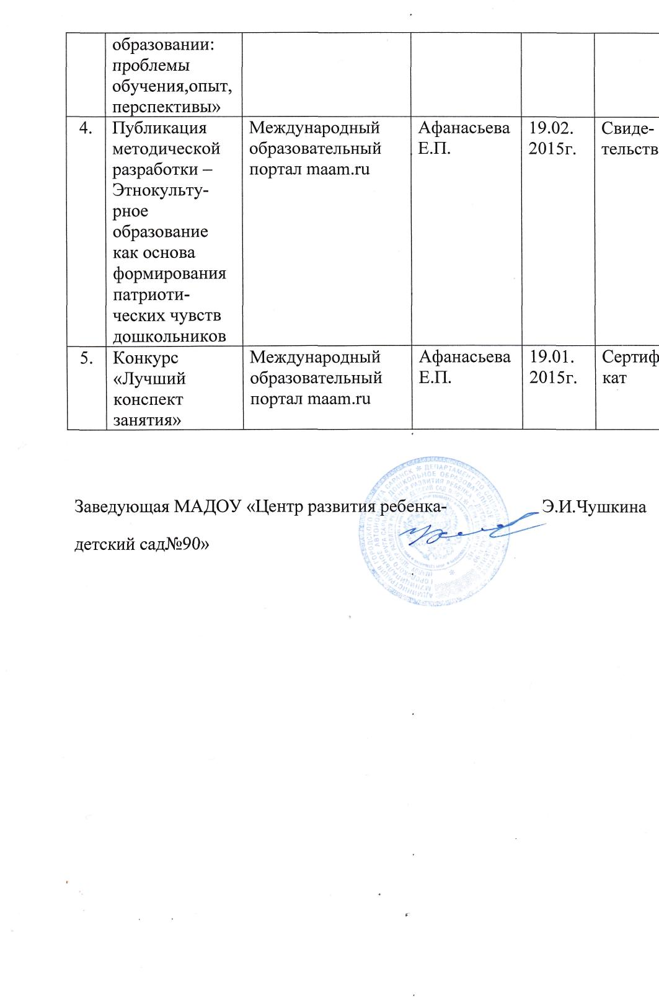 образовании:
проблемы
обучения,опыт,
перспективы»
4.
Публикация
методической
разработки –
Этнокульту-
рное
образование
как основа
формирования
патриоти-
ческих чувств
дошкольников
Международный
образовательный
портал maam.ru
Афанасьева
Е.П.
19.02.
2015г.
Свиде-
тельств
5.
Конкурс
«Лучший
конспект
занятия»
Международный
образовательный
портал maam.ru
Афанасьева
Е.П.
19.01.
2015г.
Сертиф
кат
Заведующая МАДОУ «Центр развития ребенка-
Э.И.Чушкина
детский сад№90»